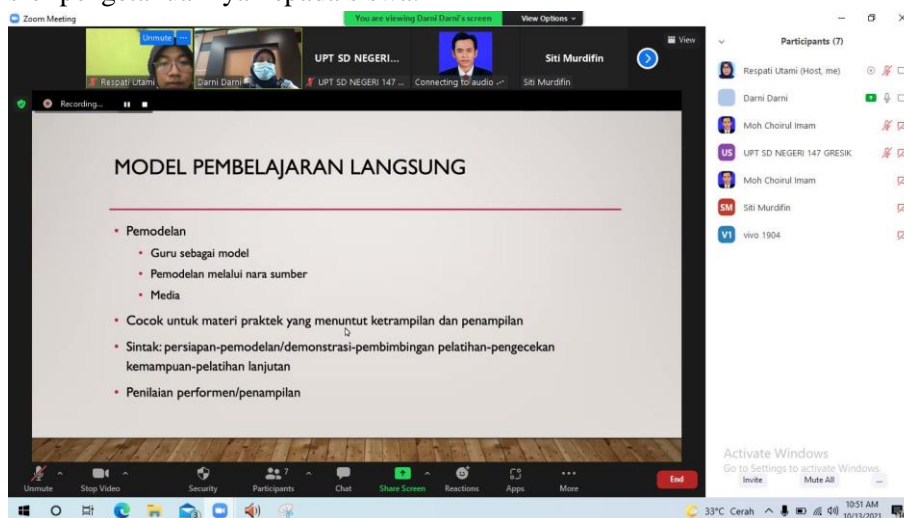 Zoom Meeting
You are viewing Darni Darni's screen
View Options
Unmute
Respati Utami
Darni Darni
UPT SD NEGERI...
UPT SD NEGERI 147 ...
Connecting to audio
Siti Murdifin
Siti Murdifin
View
Recording...
MODEL PEMBELAJARAN LANGSUNG
• Pemodelan
• Guru sebagai model
• Pemodelan melalui nara sumber
• Media
• Cocok untuk materi praktek yang menuntut ketrampilan dan penampilan
• Sintak: persiapan-pemodelan/demonstrasi-pembimbingan pelatihan-pengecekan
kemampuan-pelatihan lanjutan
• Penilaian performen/penampilan
Participants (7)
Respati Utami (Host, me)
Darni Darni
Moh Choirul Imam
US UPT SD NEGERI 147 GRESIK
Moh Choirul Imam
SM Siti Murdifin
V1 vivo 1904
Activate Windows
Go to Settings to activate Windows.
Invite
Mute All
...
Unmute
Stop Video
Security
Participants
7
Chat
Share Screen
Reactions
Apps
More
End
33°C Cerah
10:51 AM
10/13/2021